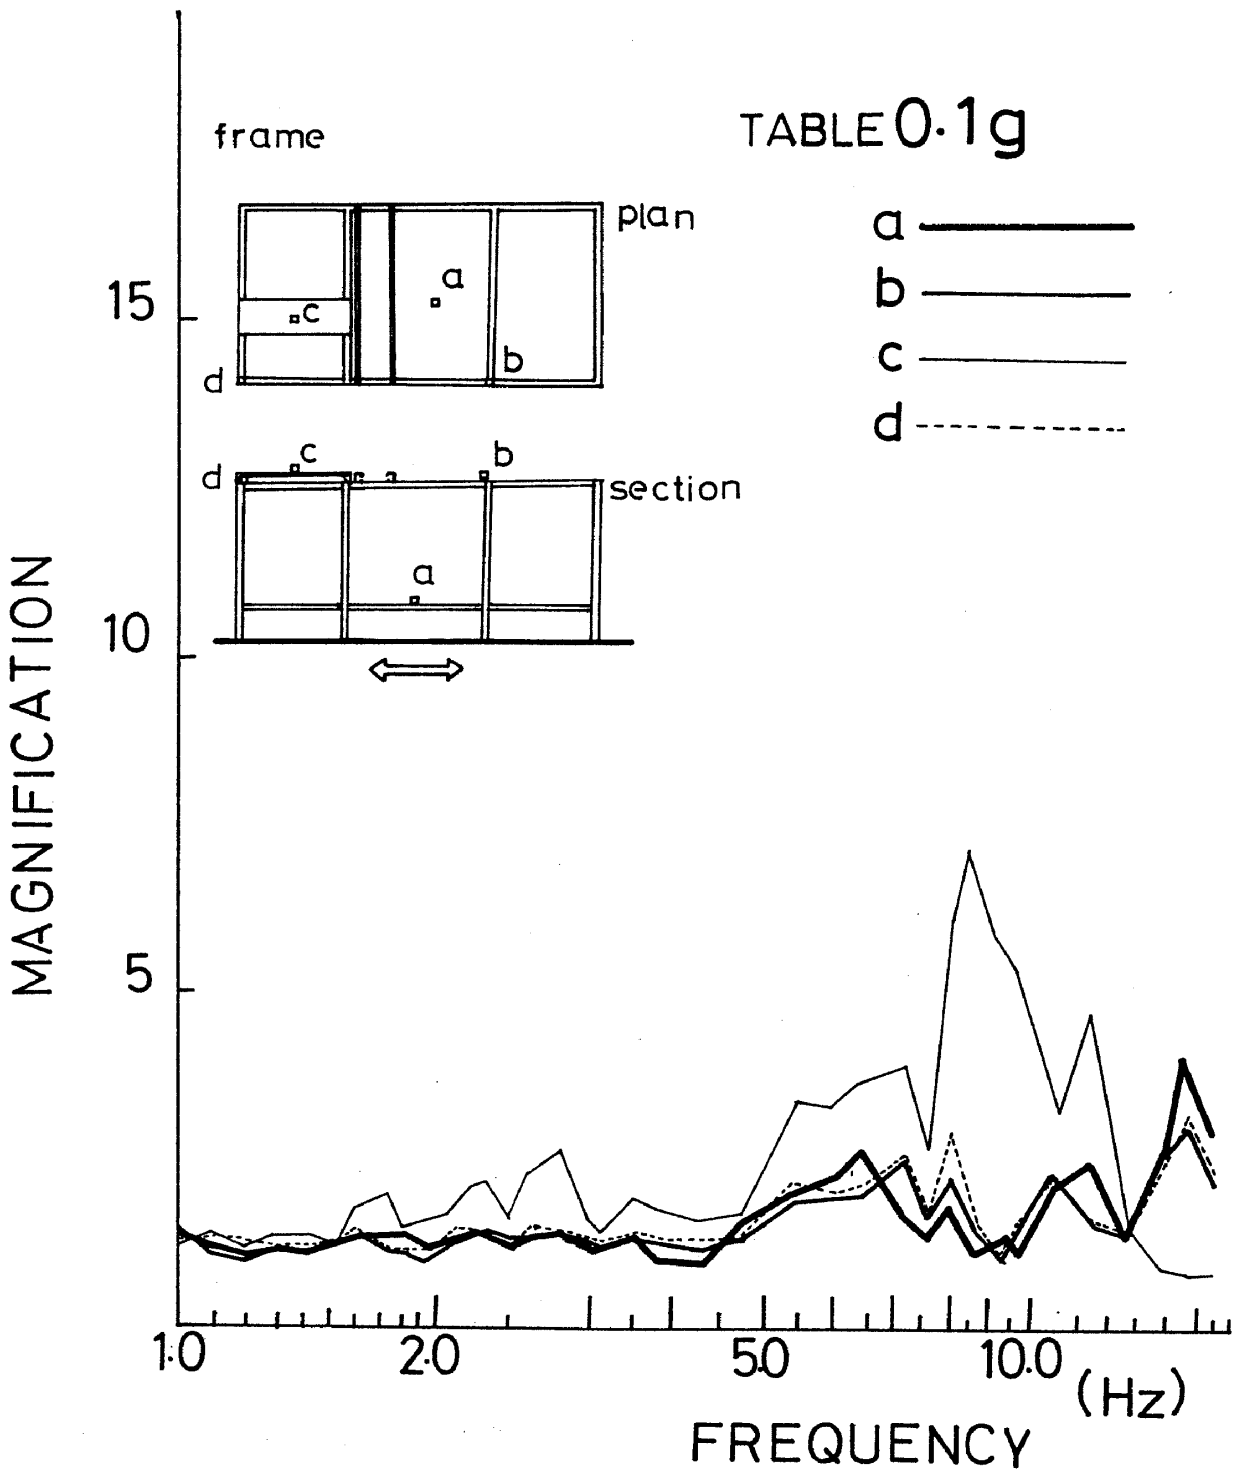 frame
TABLE 0.1g
plan
a
c
b
d
a
b
c
d
c
b
d
section
a
15
10
5
MAGNIFICATION
1.0 2.0 5.0 10.0
(Hz)
FREQUENCY